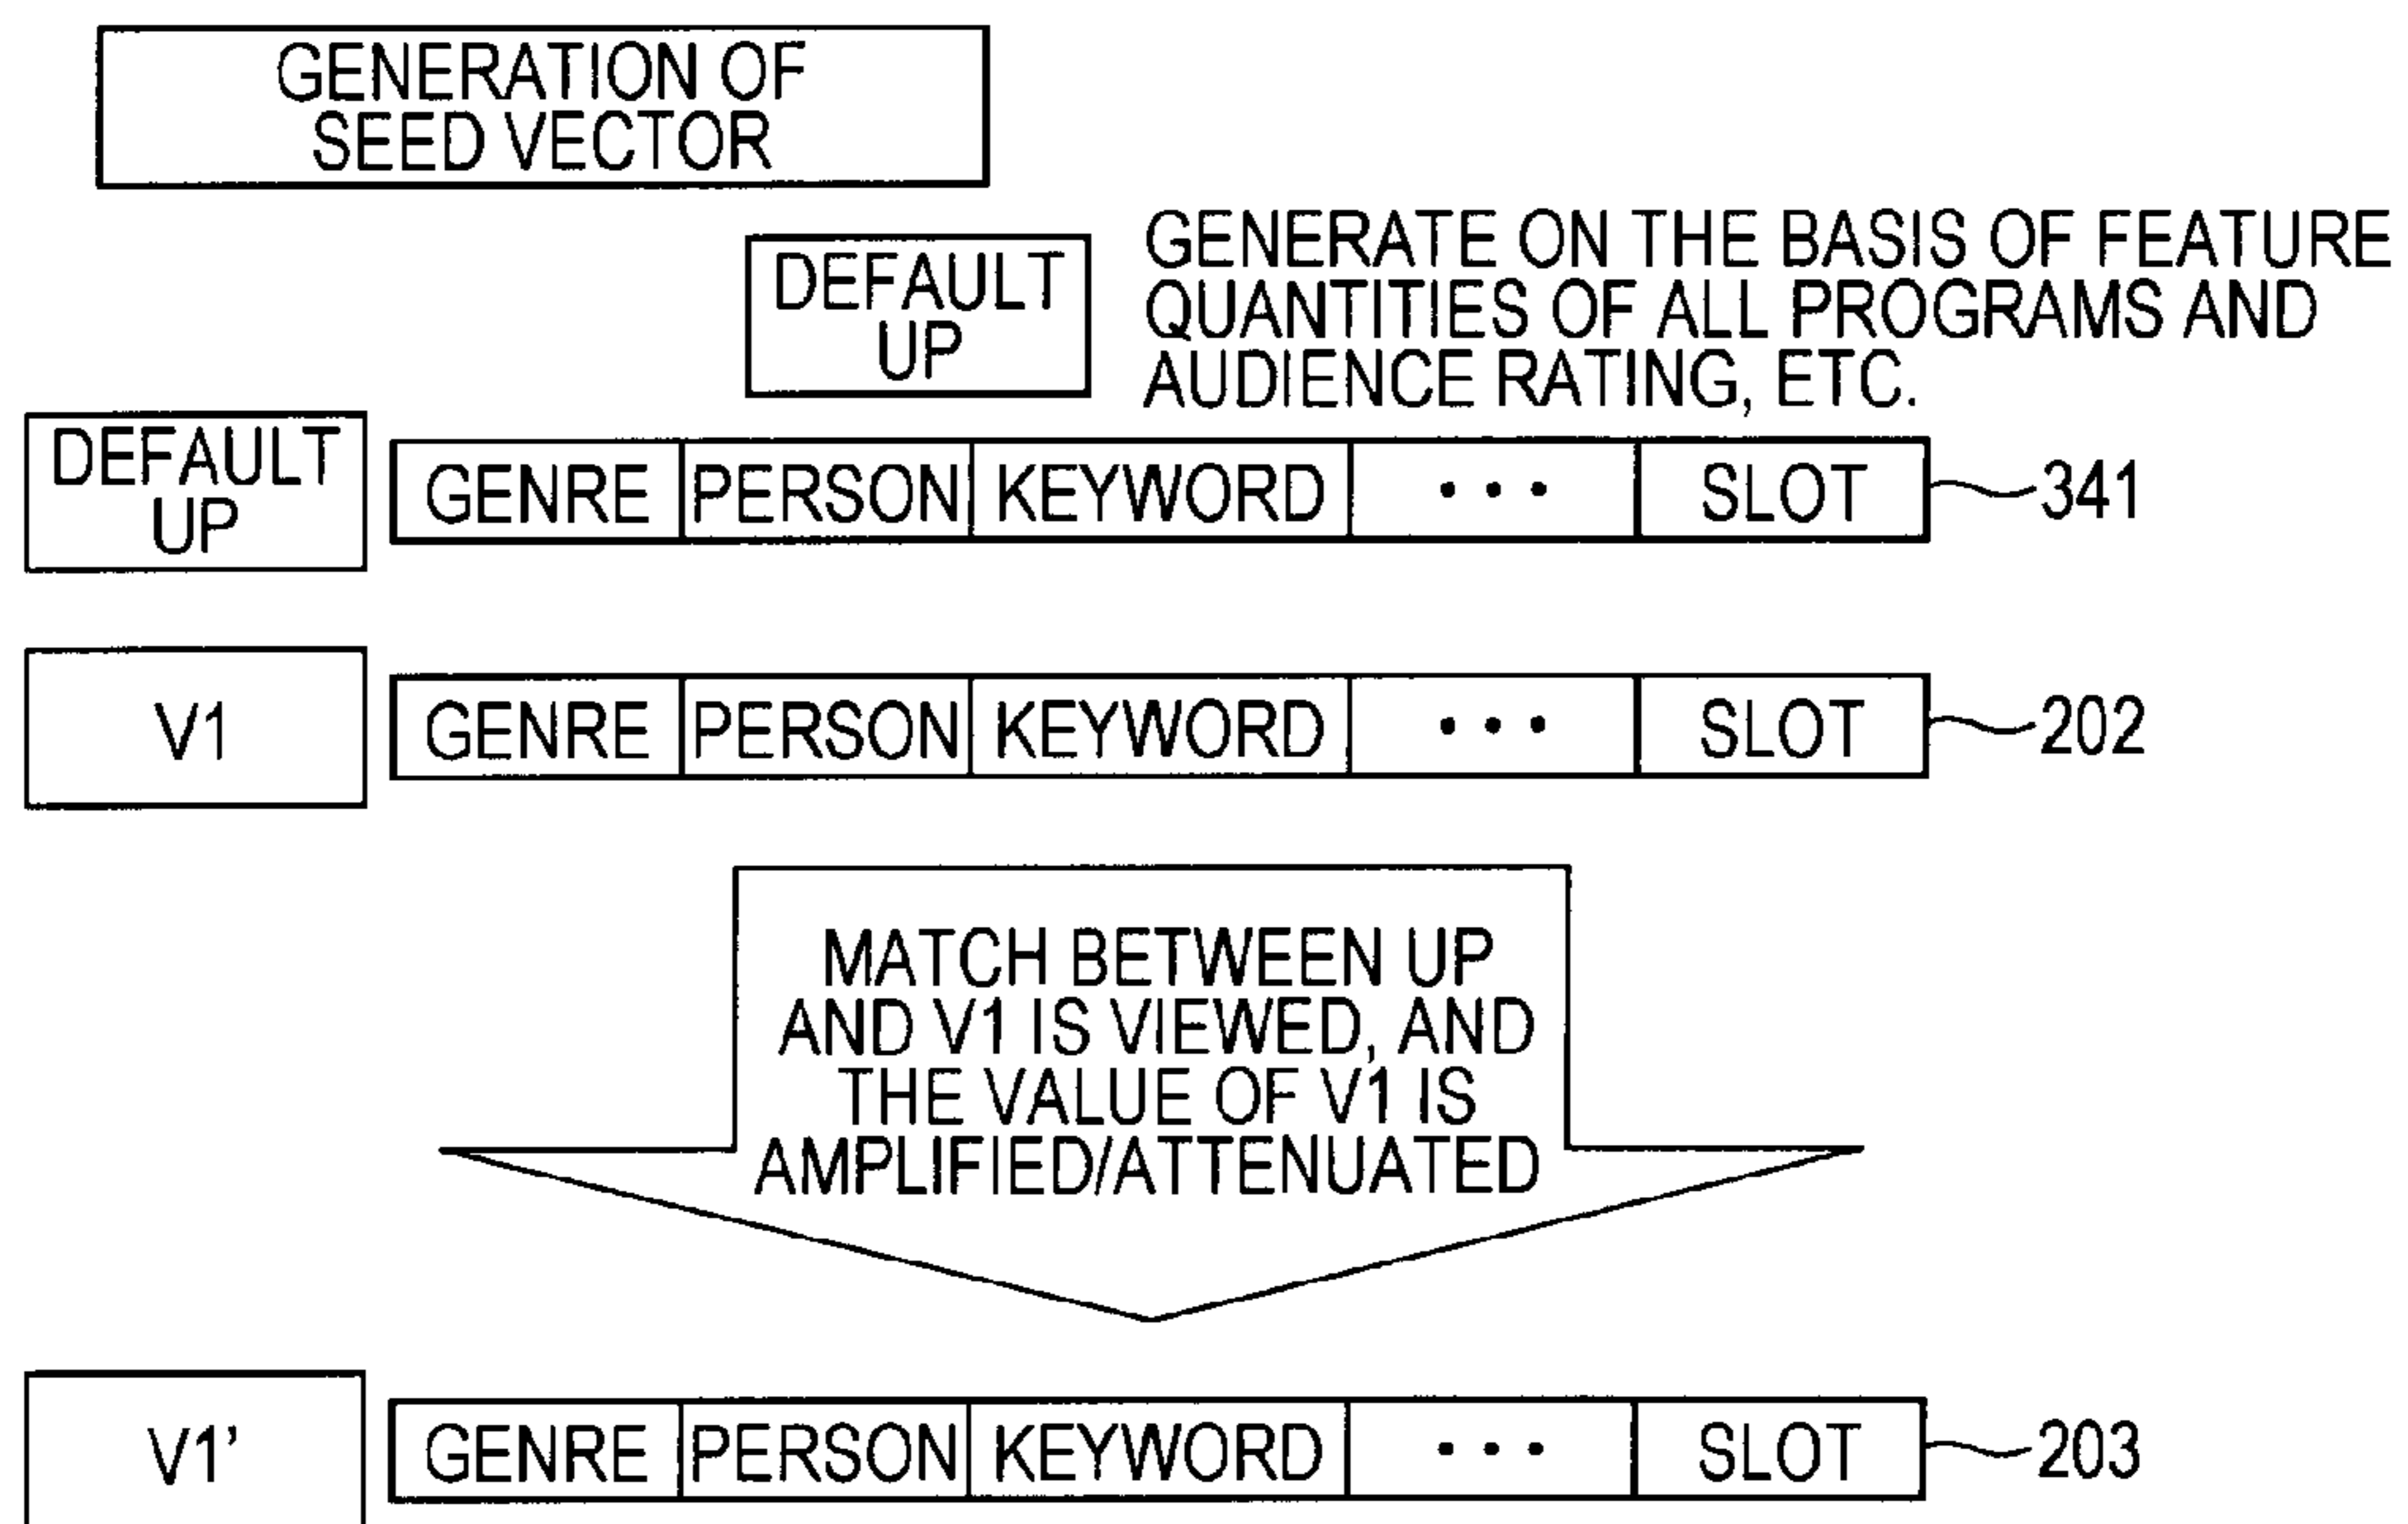 GENERATION OF
SEED VECTOR
DEFAULT
UP
GENERATE ON THE BASIS OF FEATURE
QUANTITIES OF ALL PROGRAMS AND
AUDIENCE RATING, ETC.
DEFAULT
UP
GENRE PERSON KEYWORD ••• SLOT 341
V1 GENRE PERSON KEYWORD ••• SLOT 202
MATCH BETWEEN UP
AND V1 IS VIEWED, AND
THE VALUE OF V1 IS
AMPLIFIED/ATTENUATED
V1' GENRE PERSON KEYWORD ••• SLOT 203